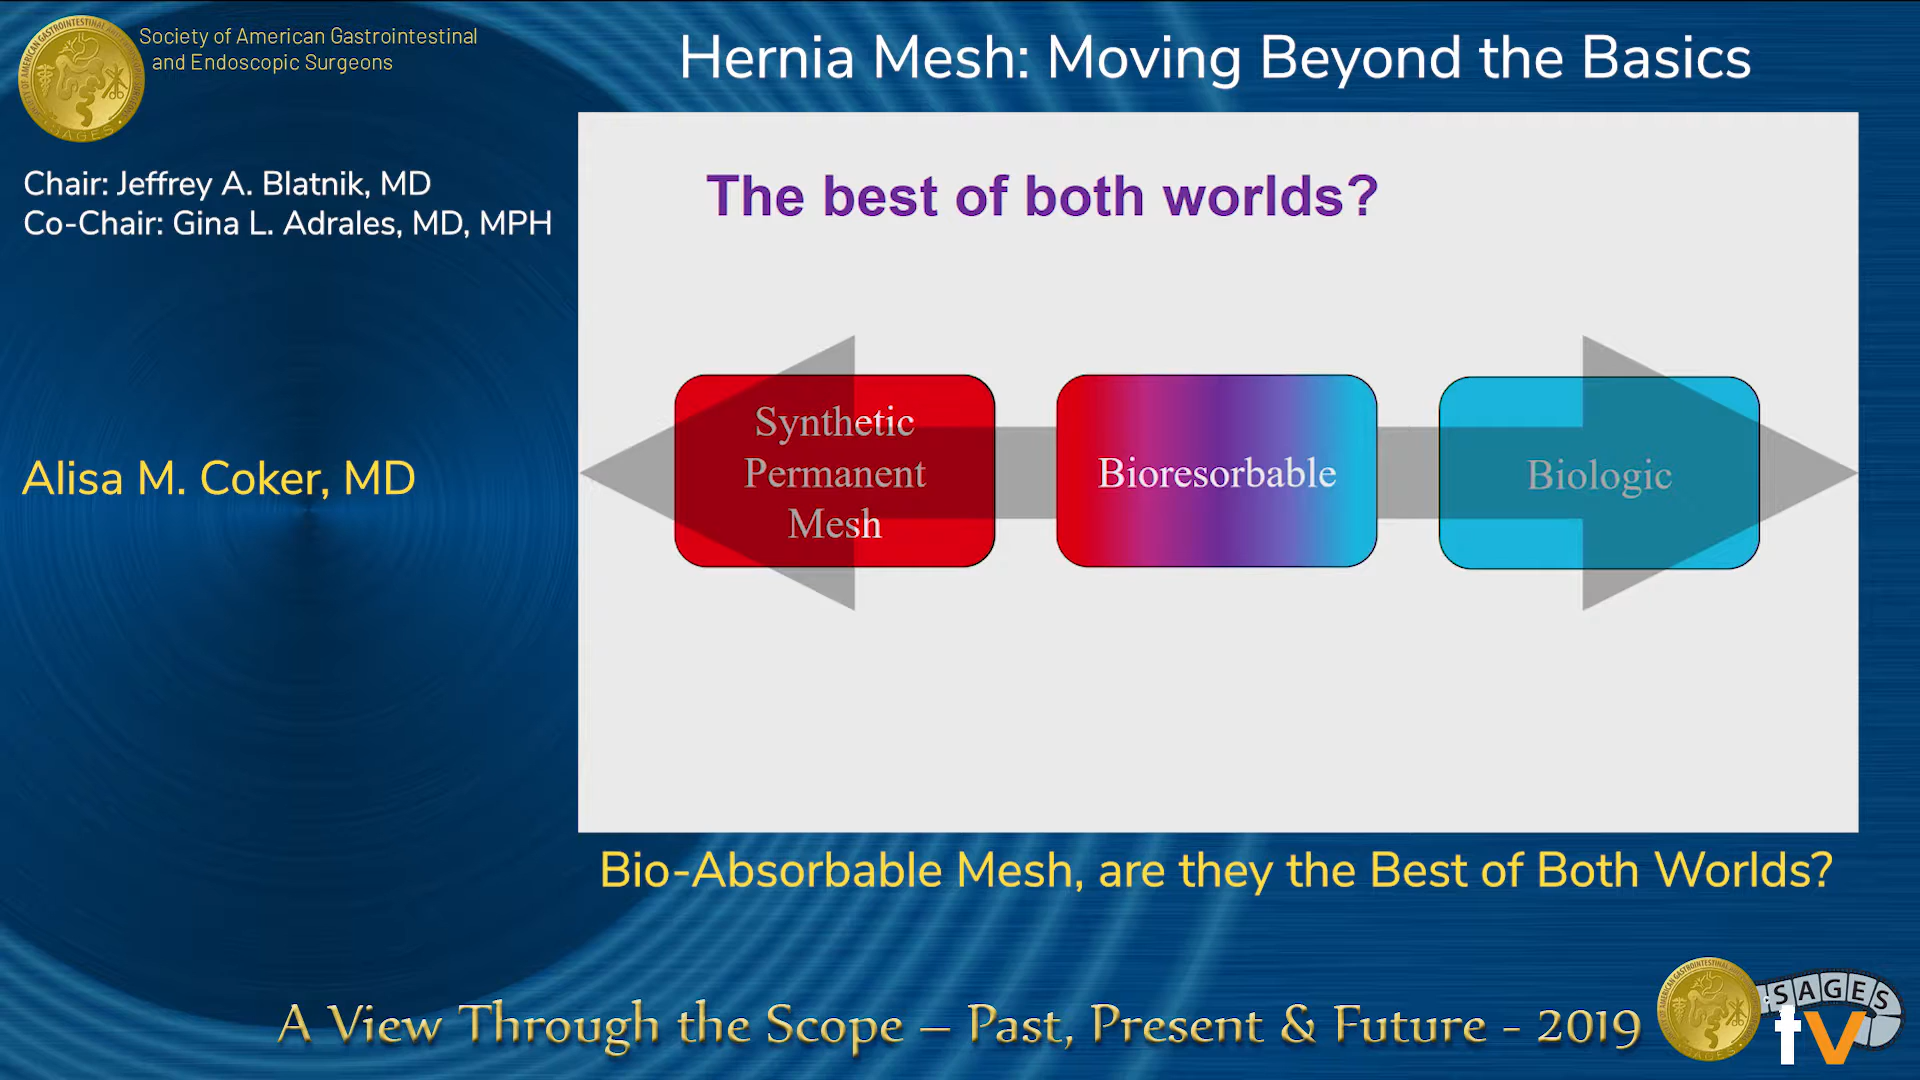 Society of American Gastrointestinal
and Endoscopic Surgeons
Hernia Mesh: Moving Beyond the Basics
Chair: Jeffrey A. Blatnik, MD
Co-Chair: Gina L. Adrales, MD, MPH
Alisa M. Coker, MD
The best of both worlds?
Synthetic
Permanent
Mesh
Bioresorbable
Biologic
Bio-Absorbable Mesh, are they the Best of Both Worlds?
A View Through the Scope – Past, Present & Future - 2019
SAGES
tv